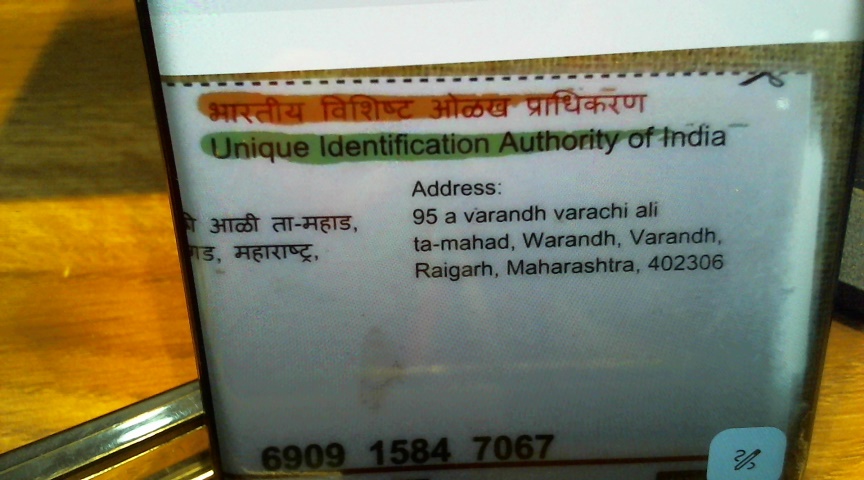 भारतीय विशिष्ट ओळख प्राधिकरण
Unique Identification Authority of India
आळी ता-महाड,
महाराष्ट्र,
Address:
95 a varandh varachi ali
ta-mahad, Warandh, Varandh,
Raigarh, Maharashtra, 402306
6909 1584 7067